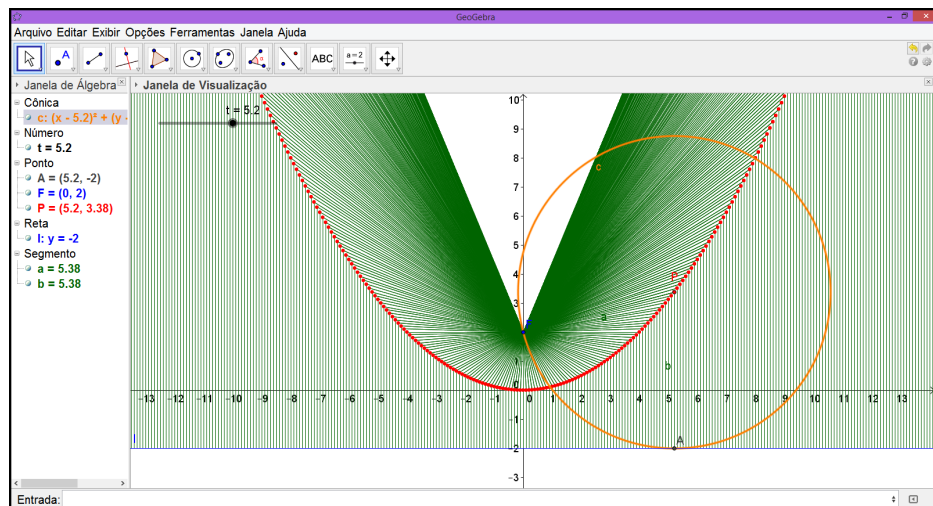 GeoGebra
Arquivo Editar Exibir Opções Ferramentas Janela Ajuda
A
α
ABC
a=2
Janela de Álgebra
Janela de Visualização
Cônica
c: (x - 5.2)² + (y -
Número
t = 5.2
Ponto
A = (5.2, -2)
F = (0, 2)
P = (5.2, 3.38)
Reta
l: y = -2
Segmento
a = 5.38
b = 5.38
t = 5.2
10
9
8
7
6
5
4
3
1
0
-1
-2
-3
-13 -12 -11 -10 -9 -8 -7 -6 -5 -4 -3 -2 -1 0 1 2 3 4 5 6 7 8 9 10 11 12 13
c
P
F
a
b
A
l
Entrada: